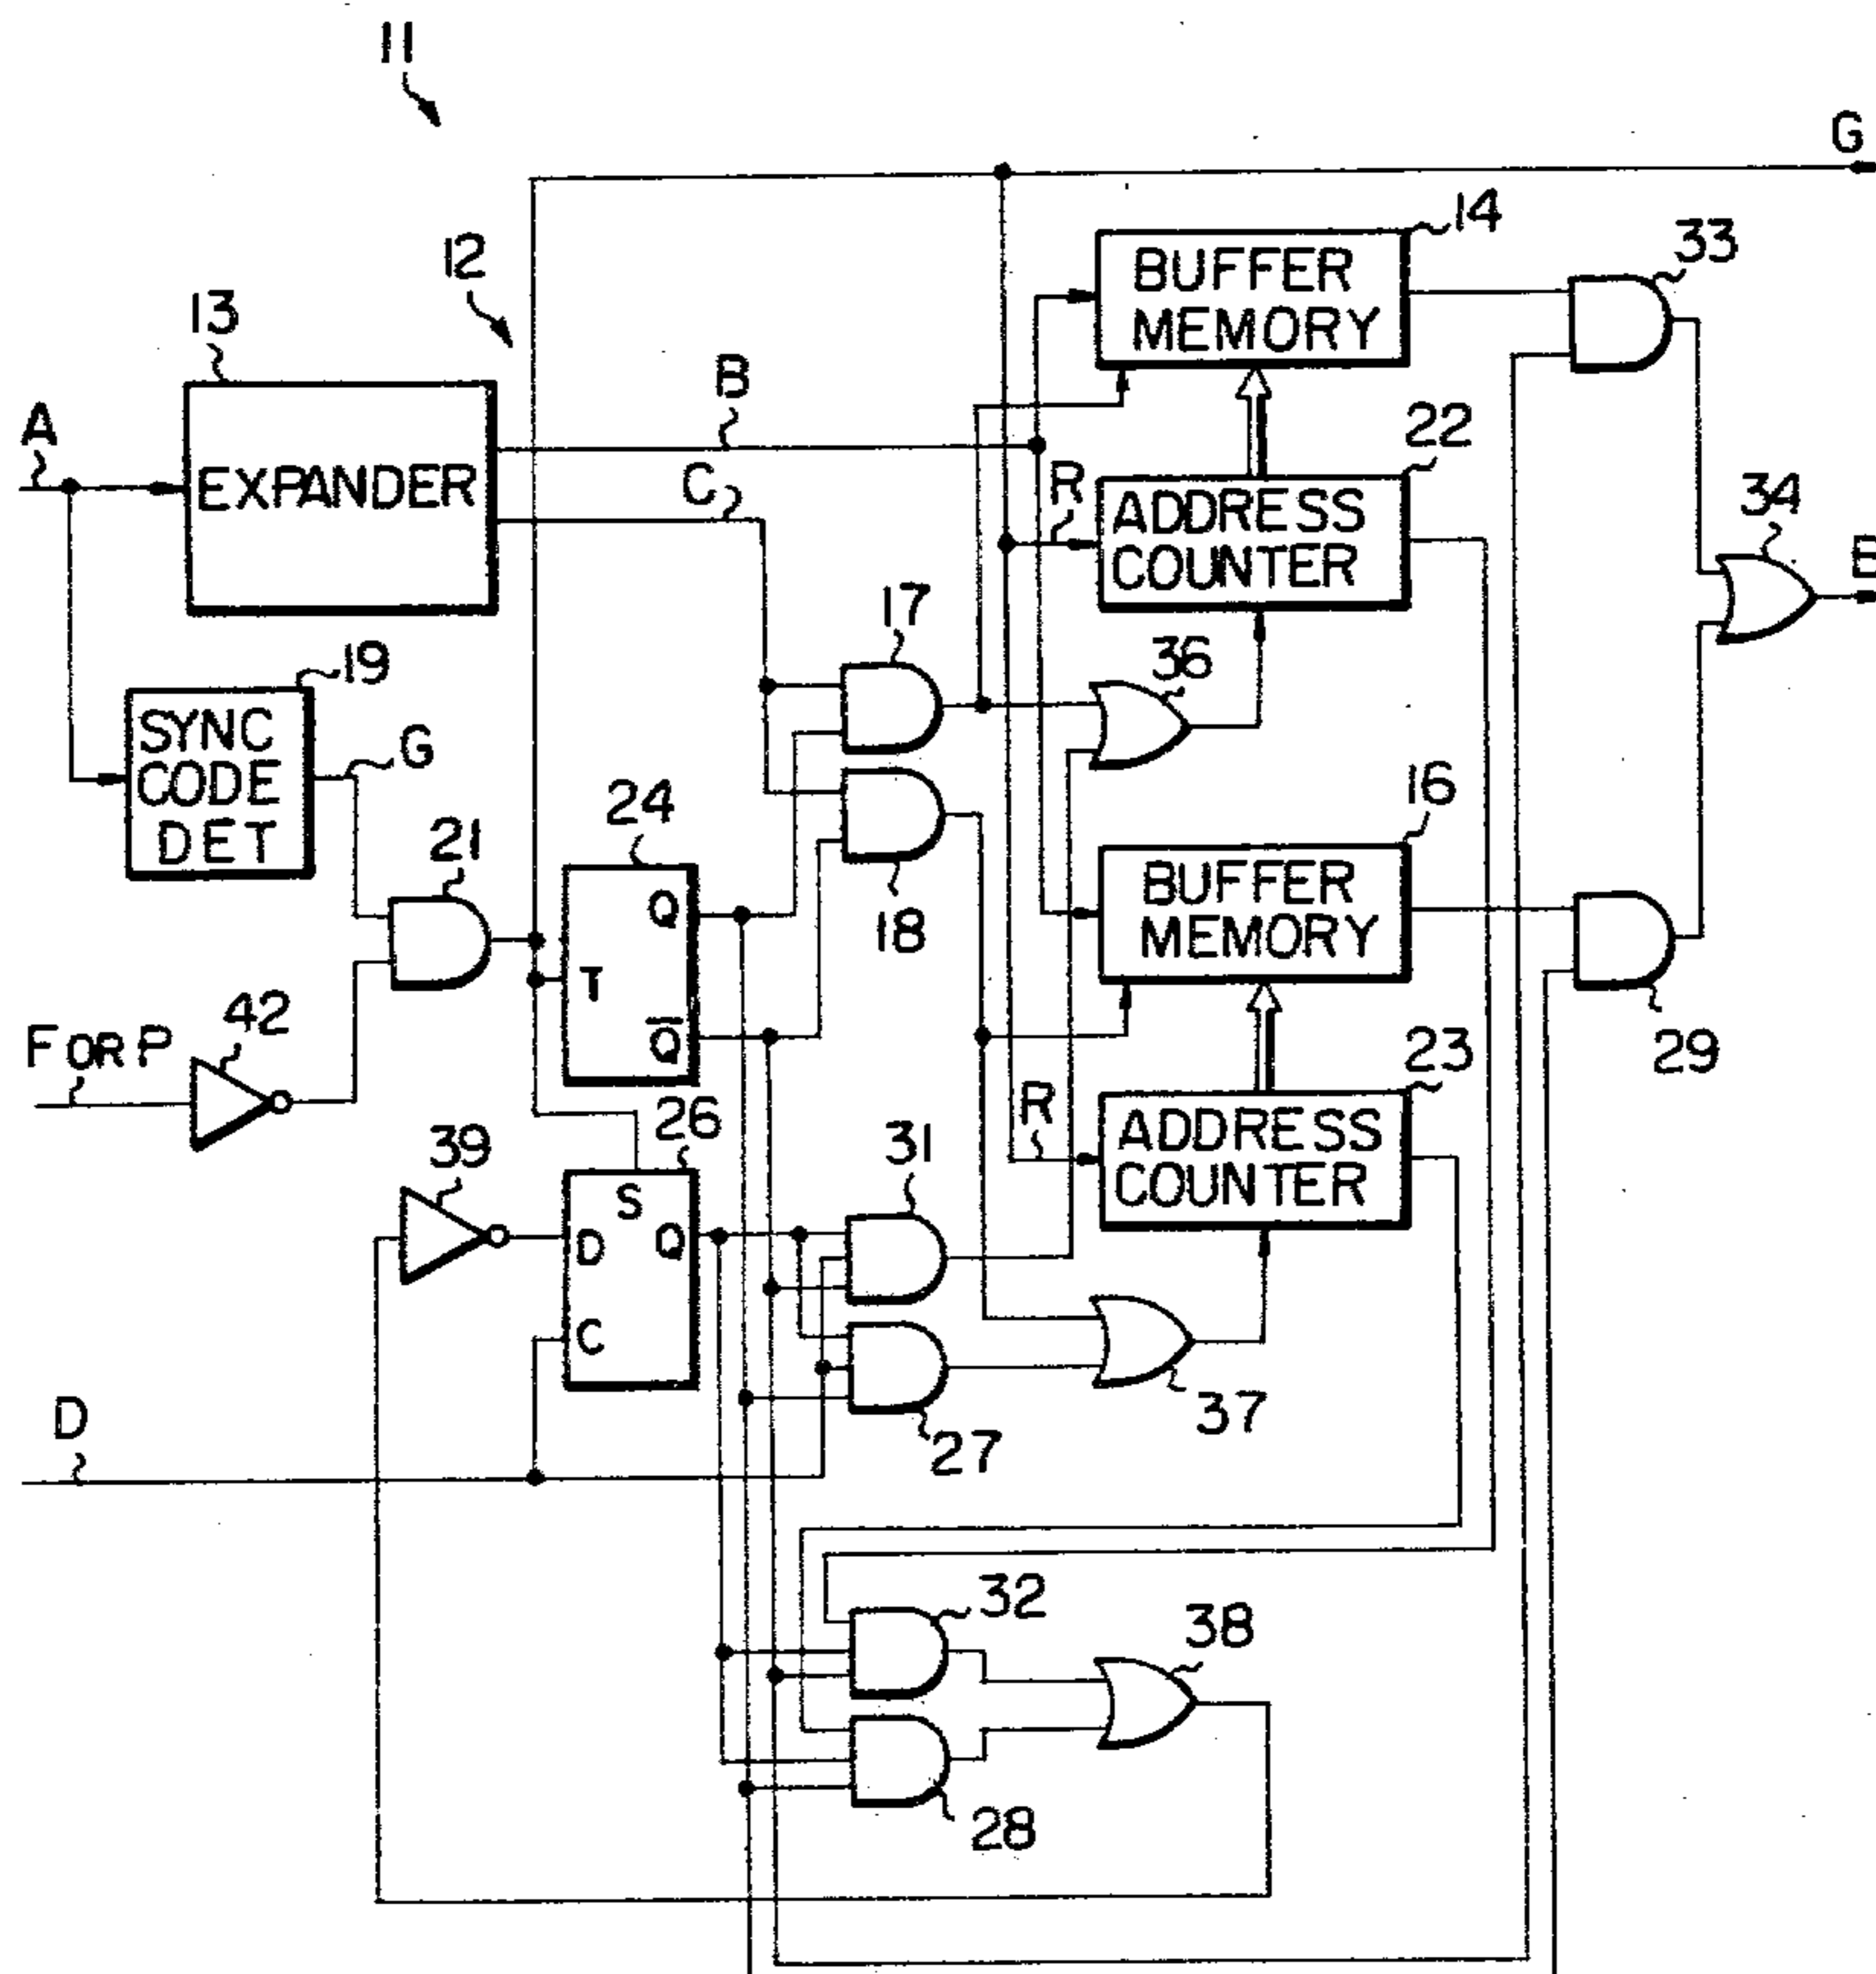 11
G
12
14
33
BUFFER
MEMORY
13
B
A
EXPANDER
C
22
R
ADDRESS
COUNTER
34
17
19
36
SYNC
CODE
DET
G
24
16
21
Q
18
BUFFER
MEMORY
T
42
Q̅
F OR P
23
29
26
R
39
31
ADDRESS
COUNTER
S
D
Q
C
37
D
27
32
38
28